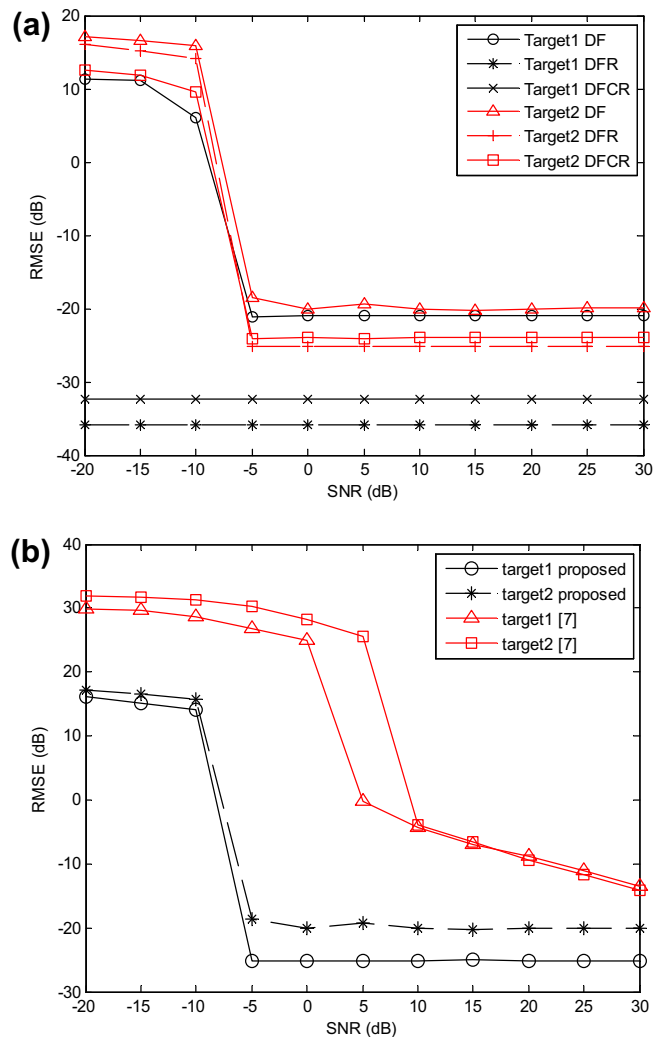 (a)
20
10
0
-10
-20
-30
-40
RMSE (dB)
Target1 DF
Target1 DFR
Target1 DFCR
Target2 DF
Target2 DFR
Target2 DFCR
-20 -15 -10 -5 0 5 10 15 20 25 30
SNR (dB)
(b)
40
30
20
10
0
-10
-20
-30
RMSE (dB)
target1 proposed
target2 proposed
target1 [7]
target2 [7]
-20 -15 -10 -5 0 5 10 15 20 25 30
SNR (dB)